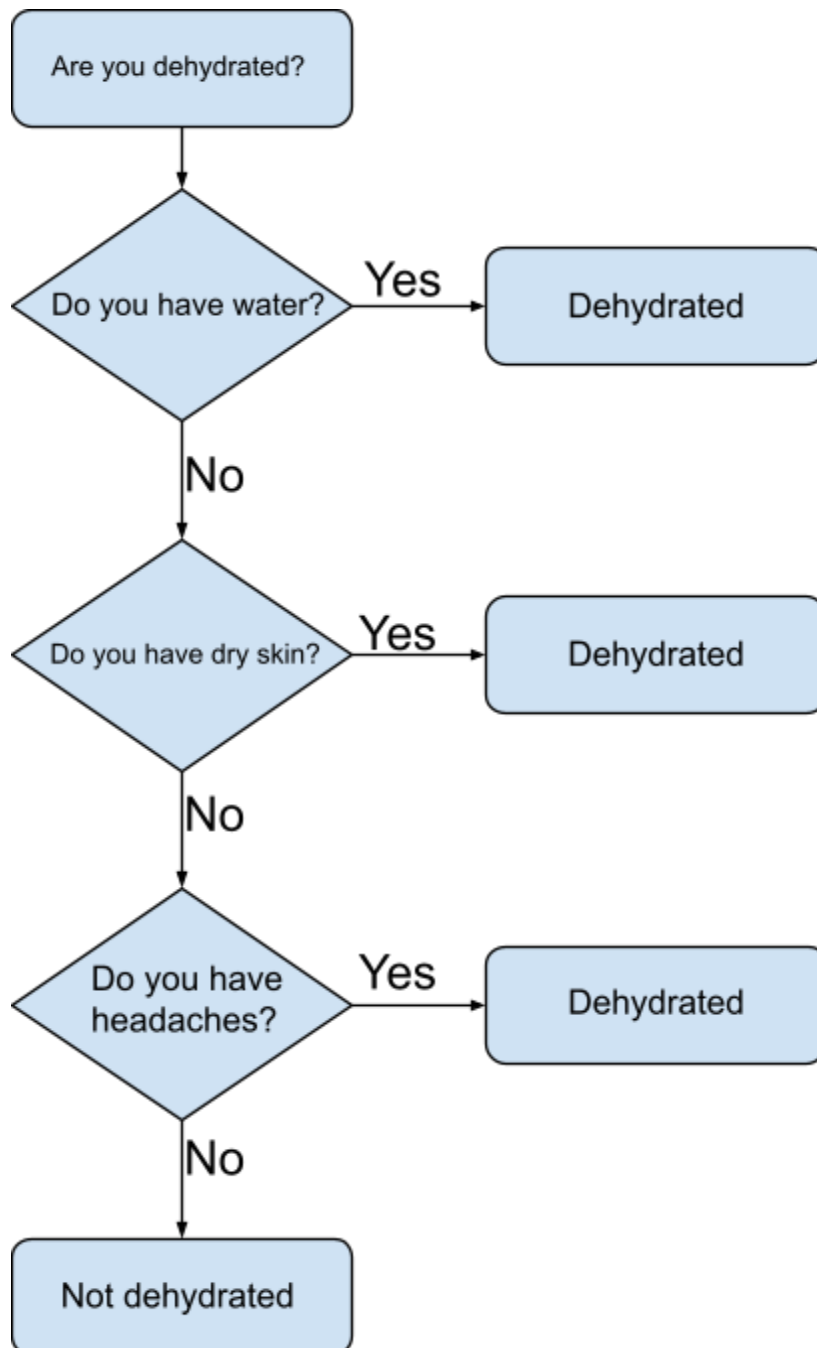 Are you dehydrated?
Do you have water?
Yes
Dehydrated
No
Do you have dry skin?
Yes
Dehydrated
No
Do you have
headaches?
Yes
Dehydrated
No
Not dehydrated